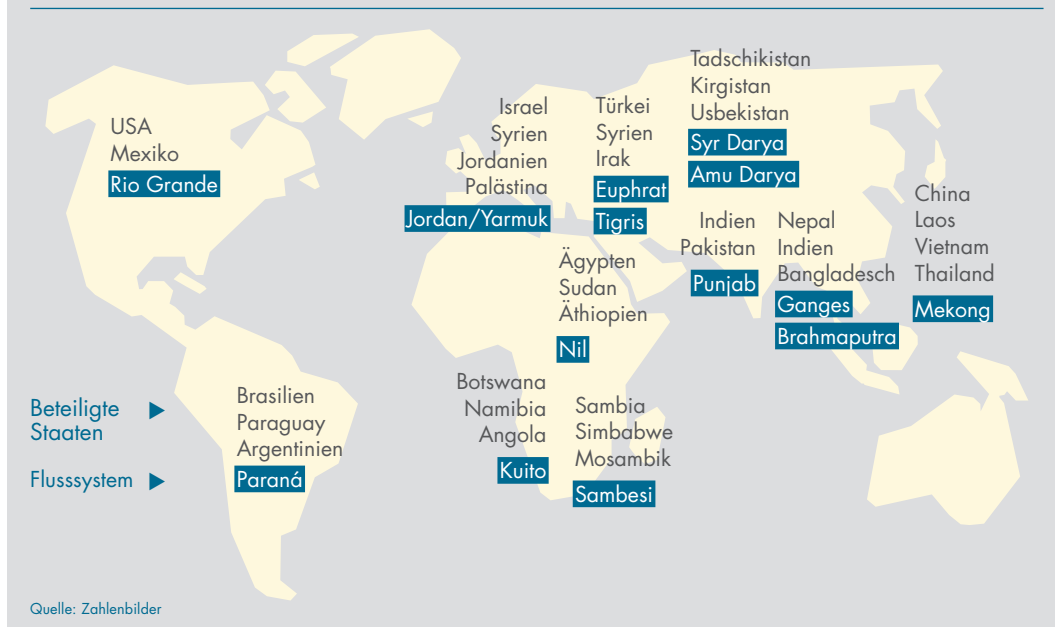 USA
Mexiko
Rio Grande
Israel
Syrien
Jordanien
Palästina
Jordan/Yarmuk
Türkei
Syrien
Irak
Euphrat
Tigris
Tadschikistan
Kirgistan
Usbekistan
Syr Darya
Amu Darya
Indien
Pakistan
Punjab
Nepal
Indien
Bangladesch
Ganges
Brahmaputra
China
Laos
Vietnam
Thailand
Mekong
Ägypten
Sudan
Äthiopien
Nil
Beteiligte
Staaten
Flusssystem
Brasilien
Paraguay
Argentinien
Paraná
Botswana
Namibia
Angola
Kuito
Sambia
Simbabwe
Mosambik
Sambesi
Quelle: Zahlenbilder